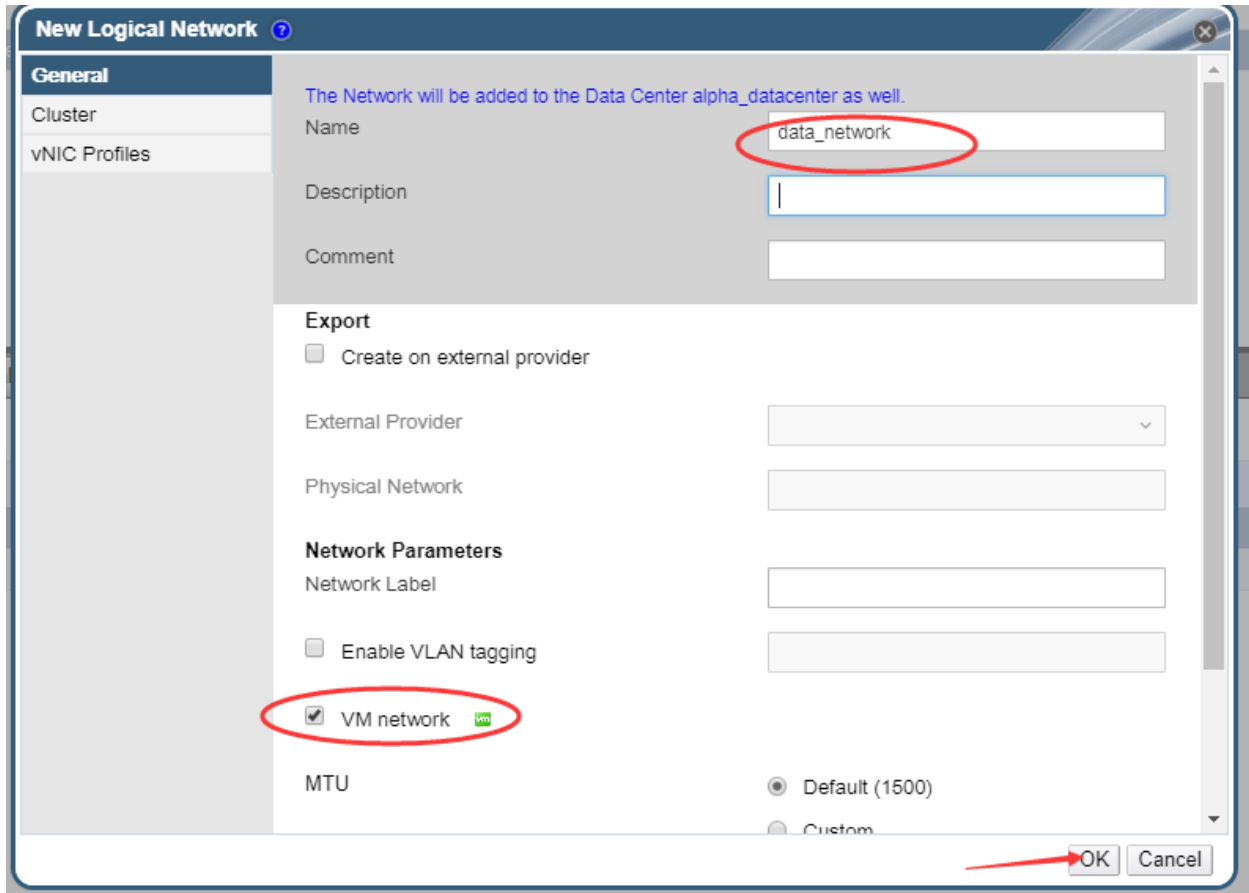 New Logical Network ?
General
Cluster
vNIC Profiles
The Network will be added to the Data Center alpha_datacenter as well.
Name data_network
Description
Comment
Export
Create on external provider
External Provider
Physical Network
Network Parameters
Network Label
Enable VLAN tagging
VM network vm
MTU Default (1500)
Custom
OK Cancel